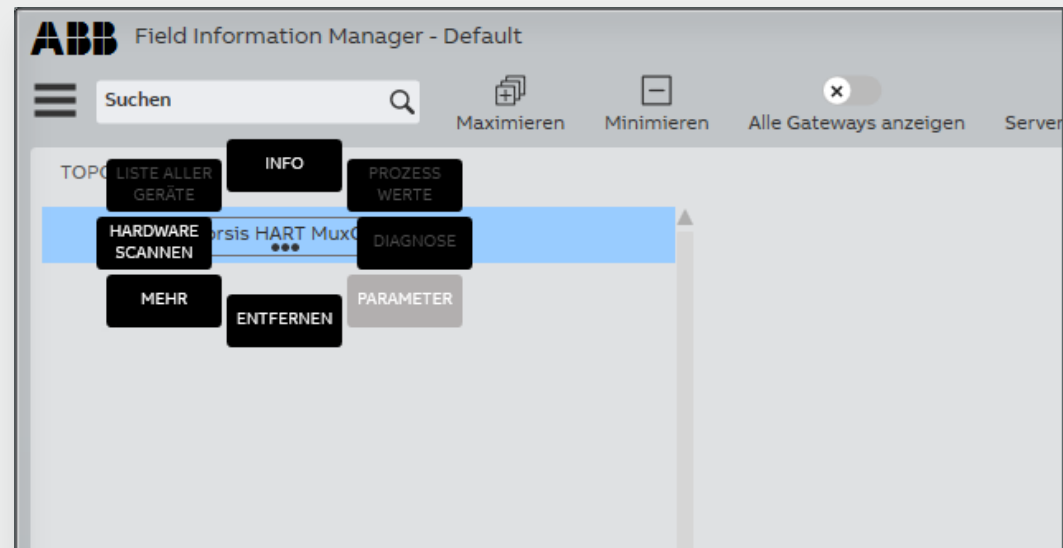 ABB Field Information Manager - Default
Suchen
Maximieren
Minimieren
Alle Gateways anzeigen
Server
INFO
LISTE ALLER
GERÄTE
PROZESS
WERTE
HARDWARE
SCANNEN
HART
DIAGNOSE
MEHR
ENTFERNEN
PARAMETER